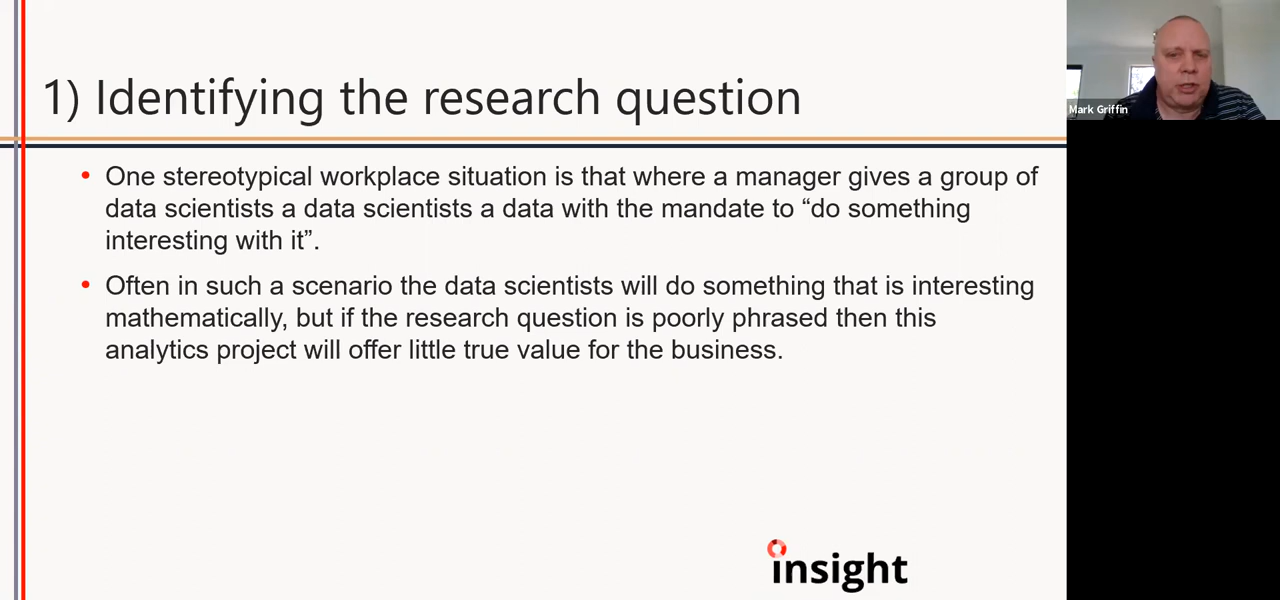 1) Identifying the research question
• One stereotypical workplace situation is that where a manager gives a group of
data scientists a data scientists a data with the mandate to “do something
interesting with it”.
• Often in such a scenario the data scientists will do something that is interesting
mathematically, but if the research question is poorly phrased then this
analytics project will offer little true value for the business.
insight
Mark Griffin